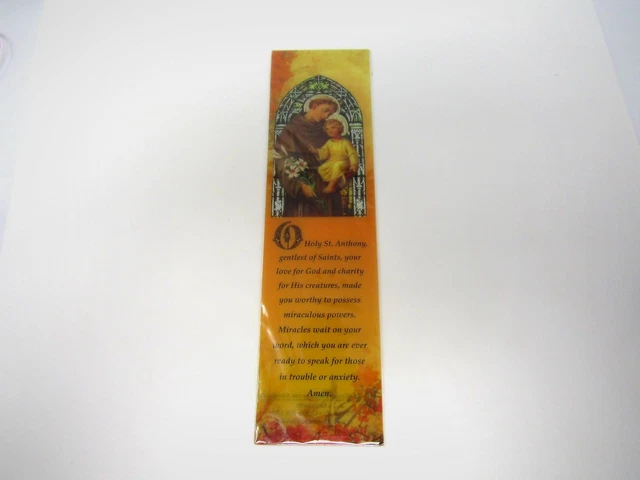 O Holy St. Anthony,
gentlest of Saints, your
love for God and charity
for His creatures, made
you worthy to possess
miraculous powers.
Miracles wait on your
word, which you are ever
ready to speak for those
in trouble or anxiety.
Amen.